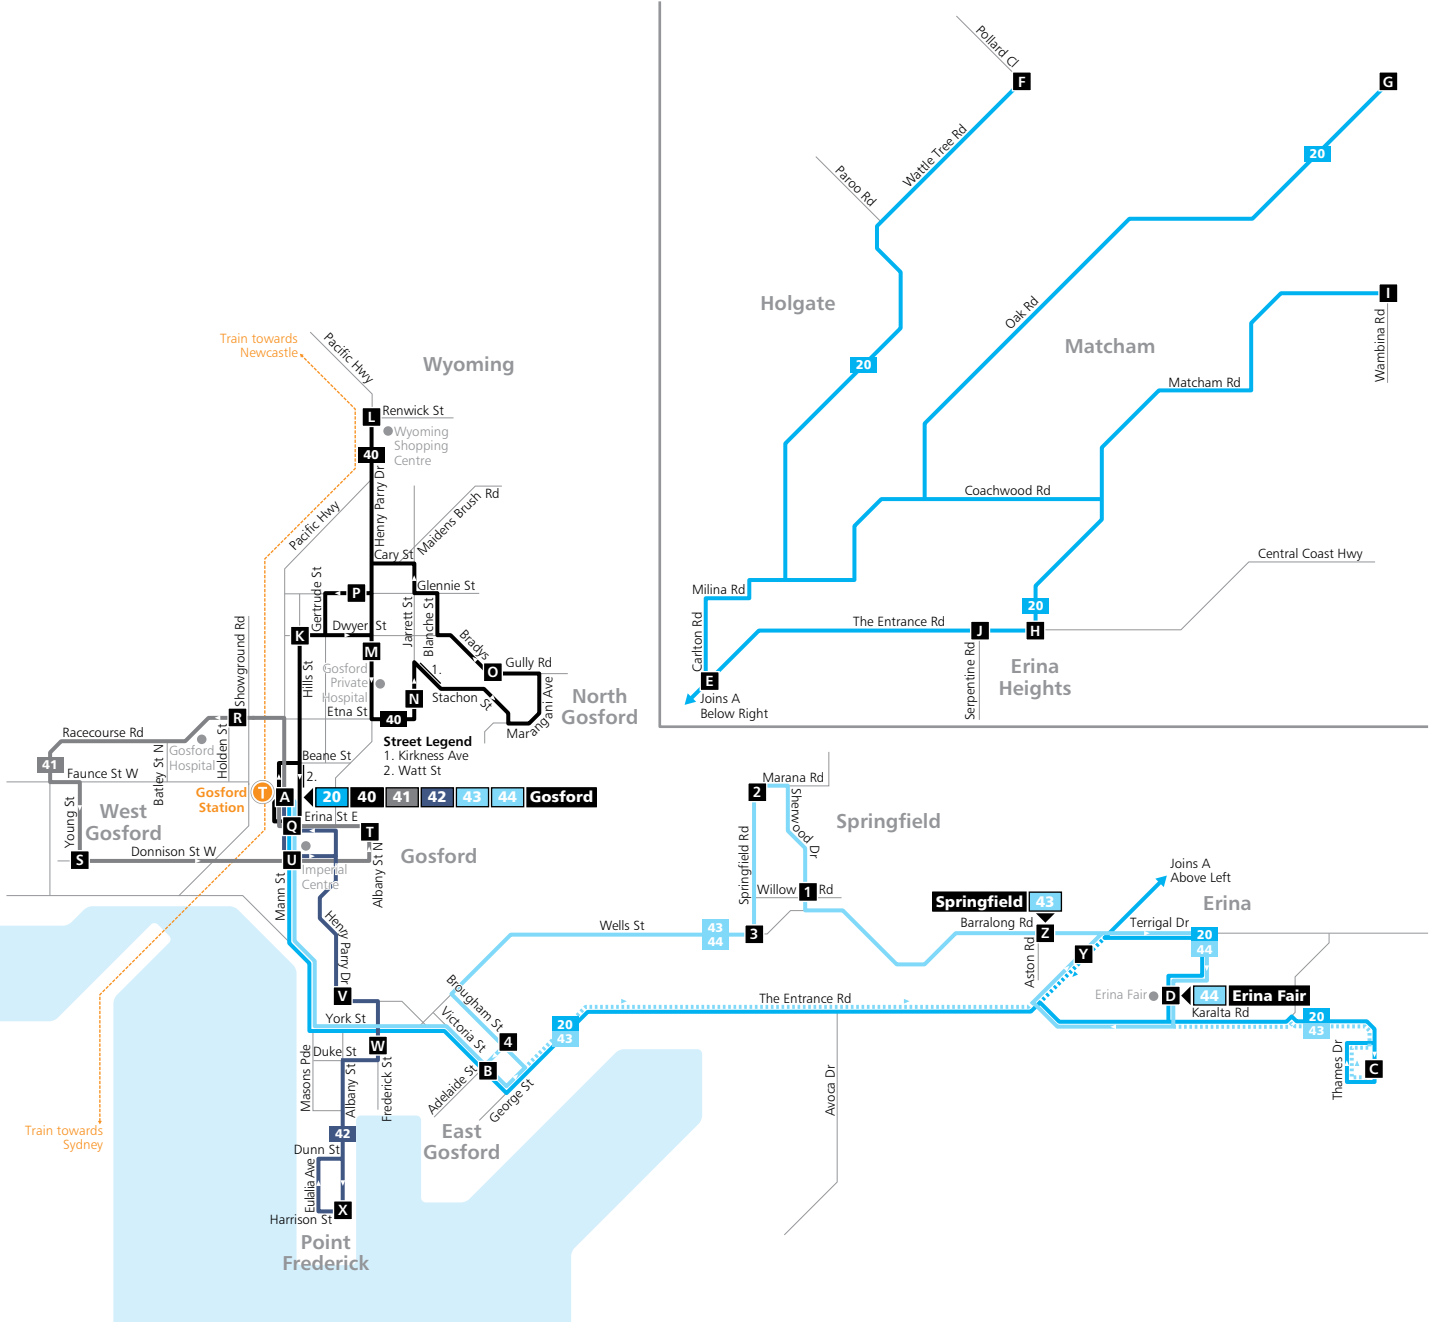 Pollard Cl
F
G
Wattle Tree Rd
20
Paroo Rd
Holgate
I
Oak Rd
Wambina Rd
Matcham
20
Matcham Rd
Coachwood Rd
Central Coast Hwy
Milina Rd
20
Carlton Rd
The Entrance Rd
J
H
Serpentine Rd
Erina
Heights
E
Joins A
Below Right
Train towards
Newcastle
Pacific Hwy
Wyoming
L
Renwick St
Wyoming
Shopping
Centre
40
Henry Parry Dr
Pacific Hwy
Maidens Brush Rd
Cary St
Gertrude St
P
Glennie St
Jarrett St
Blanche St
K
Dwyer St
Bradys
Gully Rd
M
O
1.
Showground Rd
Hills St
Gosford
Private
Hospital
N
Stachon St
Marangani Ave
North
Gosford
R
Etna St
40
Racecourse Rd
Holden St
Batley St N
Gosford
Hospital
Street Legend
1. Kirkness Ave
2. Watt St
Beane St
2.
41
Faunce St W
Gosford
Station
T
A
20
40
41
42
43
44
Gosford
West
Gosford
Young St
Erina St E
Q
T
S
Donnison St W
U
Imperial
Centre
Albany St N
Gosford
Mann St
Henry Parry Dr
V
York St
Masons Pde
Duke St
W
Albany St
Frederick St
42
Dunn St
Eulalia Ave
Harrison St
X
Point
Frederick
Train towards
Sydney
Marana Rd
2
Sherwood Dr
Springfield
Springfield Rd
Willow Rd
1
Wells St
43
44
3
Brougham St
Victoria St
4
B
Adelaide St
George St
East
Gosford
20
43
The Entrance Rd
Avoca Dr
Springfield
43
Barralong Rd
Z
Aston Rd
Y
Joins A
Above Left
Erina
Terrigal Dr
20
44
Erina Fair
D
44
Erina Fair
Karalta Rd
20
43
Thames Dr
C